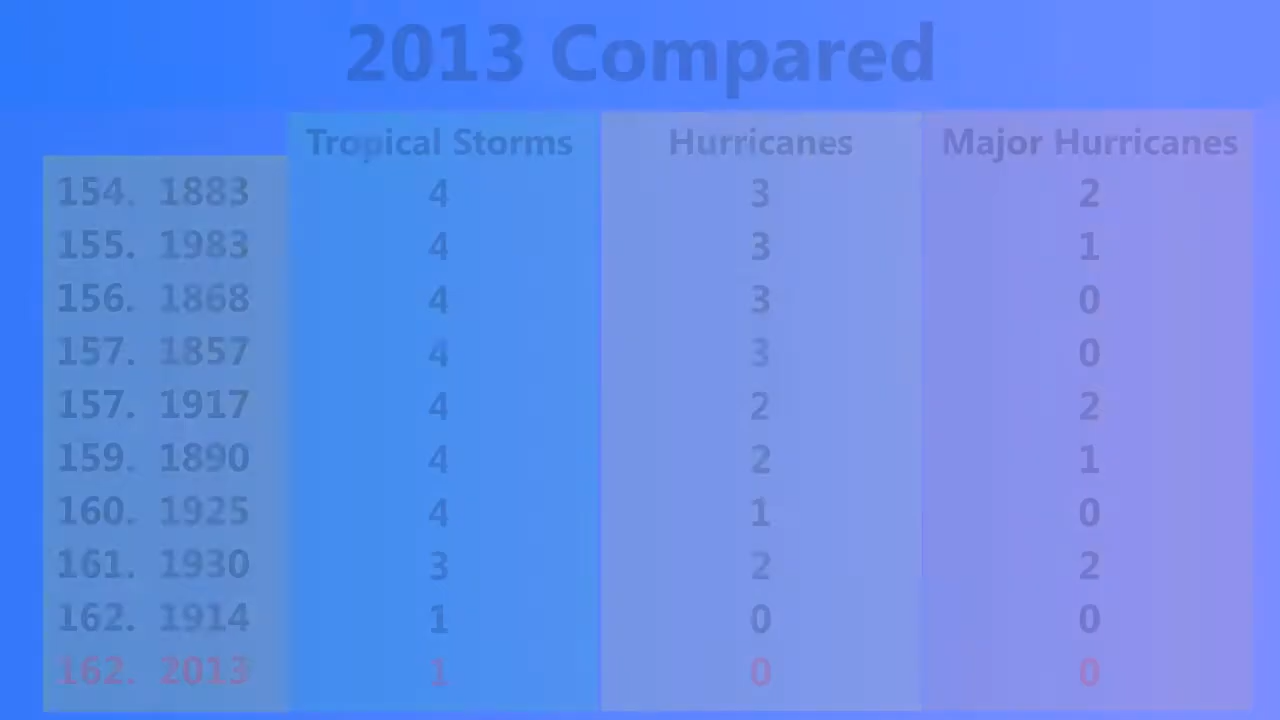 2013 Compared
Tropical Storms Hurricanes Major Hurricanes
154. 1883 4 3 2
155. 1983 4 3 1
156. 1868 4 3 0
157. 1857 4 3 0
157. 1917 4 2 2
159. 1890 4 2 1
160. 1925 4 1 0
161. 1930 3 2 2
162. 1914 1 0 0
162. 2013 1 0 0